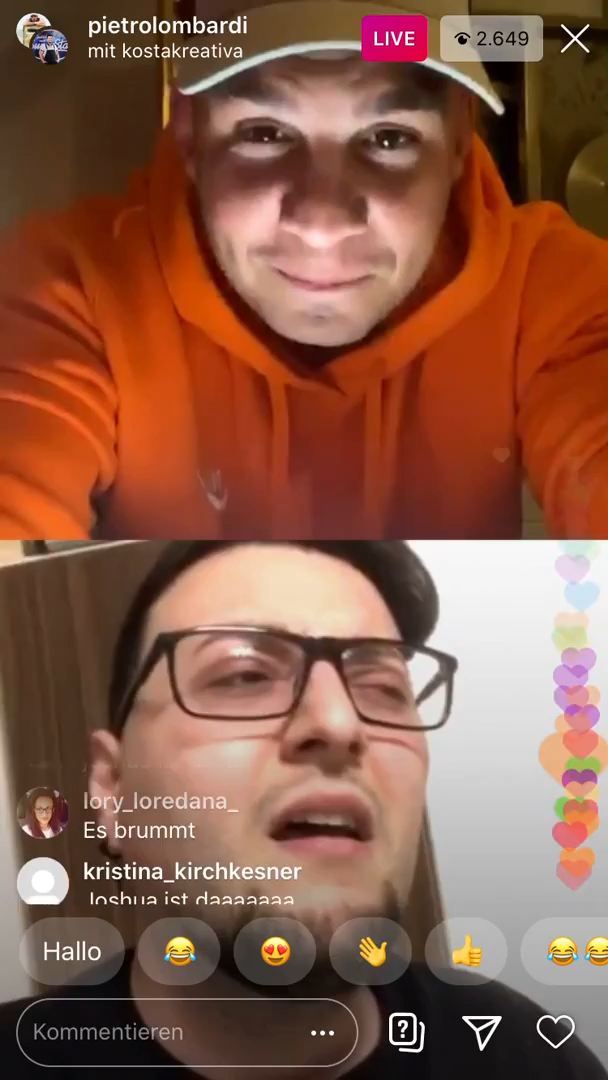 pietrolombardi
mit kostakreativa
LIVE
2.649
lory_loredana_
Es brummt
kristina_kirchkesner
Joshua ist daaaaaaa
Hallo
Kommentieren